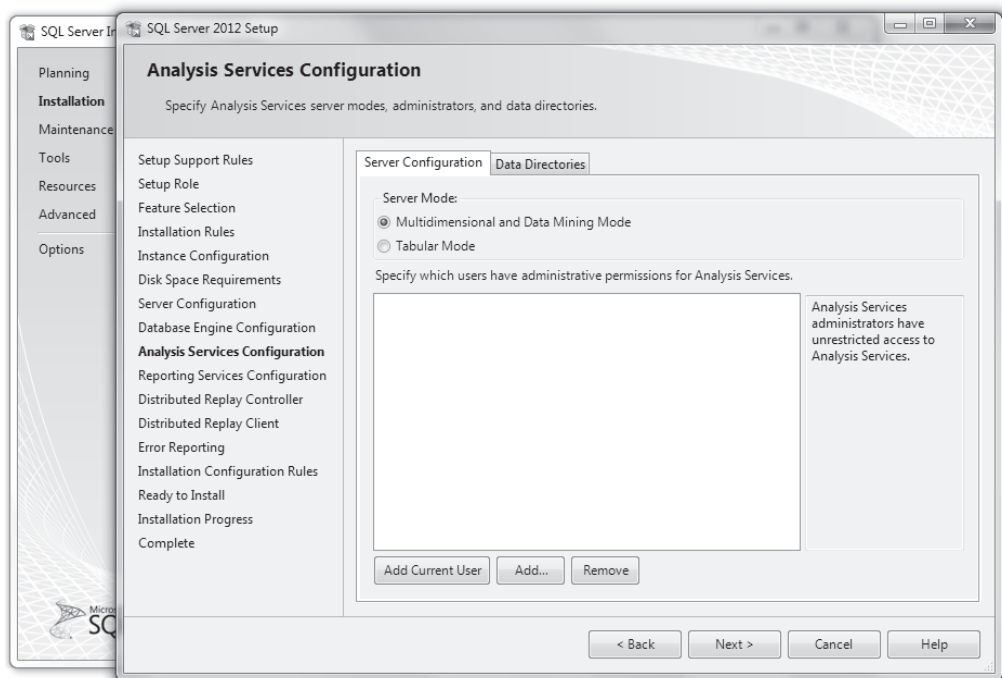 SQL Server
Planning
Installation
Maintenance
Tools
Resources
Advanced
Options
SQL Server 2012 Setup
Analysis Services Configuration
Specify Analysis Services server modes, administrators, and data directories.
Setup Support Rules
Setup Role
Feature Selection
Installation Rules
Instance Configuration
Disk Space Requirements
Server Configuration
Database Engine Configuration
Analysis Services Configuration
Reporting Services Configuration
Distributed Replay Controller
Distributed Replay Client
Error Reporting
Installation Configuration Rules
Ready to Install
Installation Progress
Complete
Server Configuration
Data Directories
Server Mode:
Multidimensional and Data Mining Mode
Tabular Mode
Specify which users have administrative permissions for Analysis Services.
Analysis Services
administrators have
unrestricted access to
Analysis Services.
Add Current User
Add...
Remove
< Back
Next >
Cancel
Help